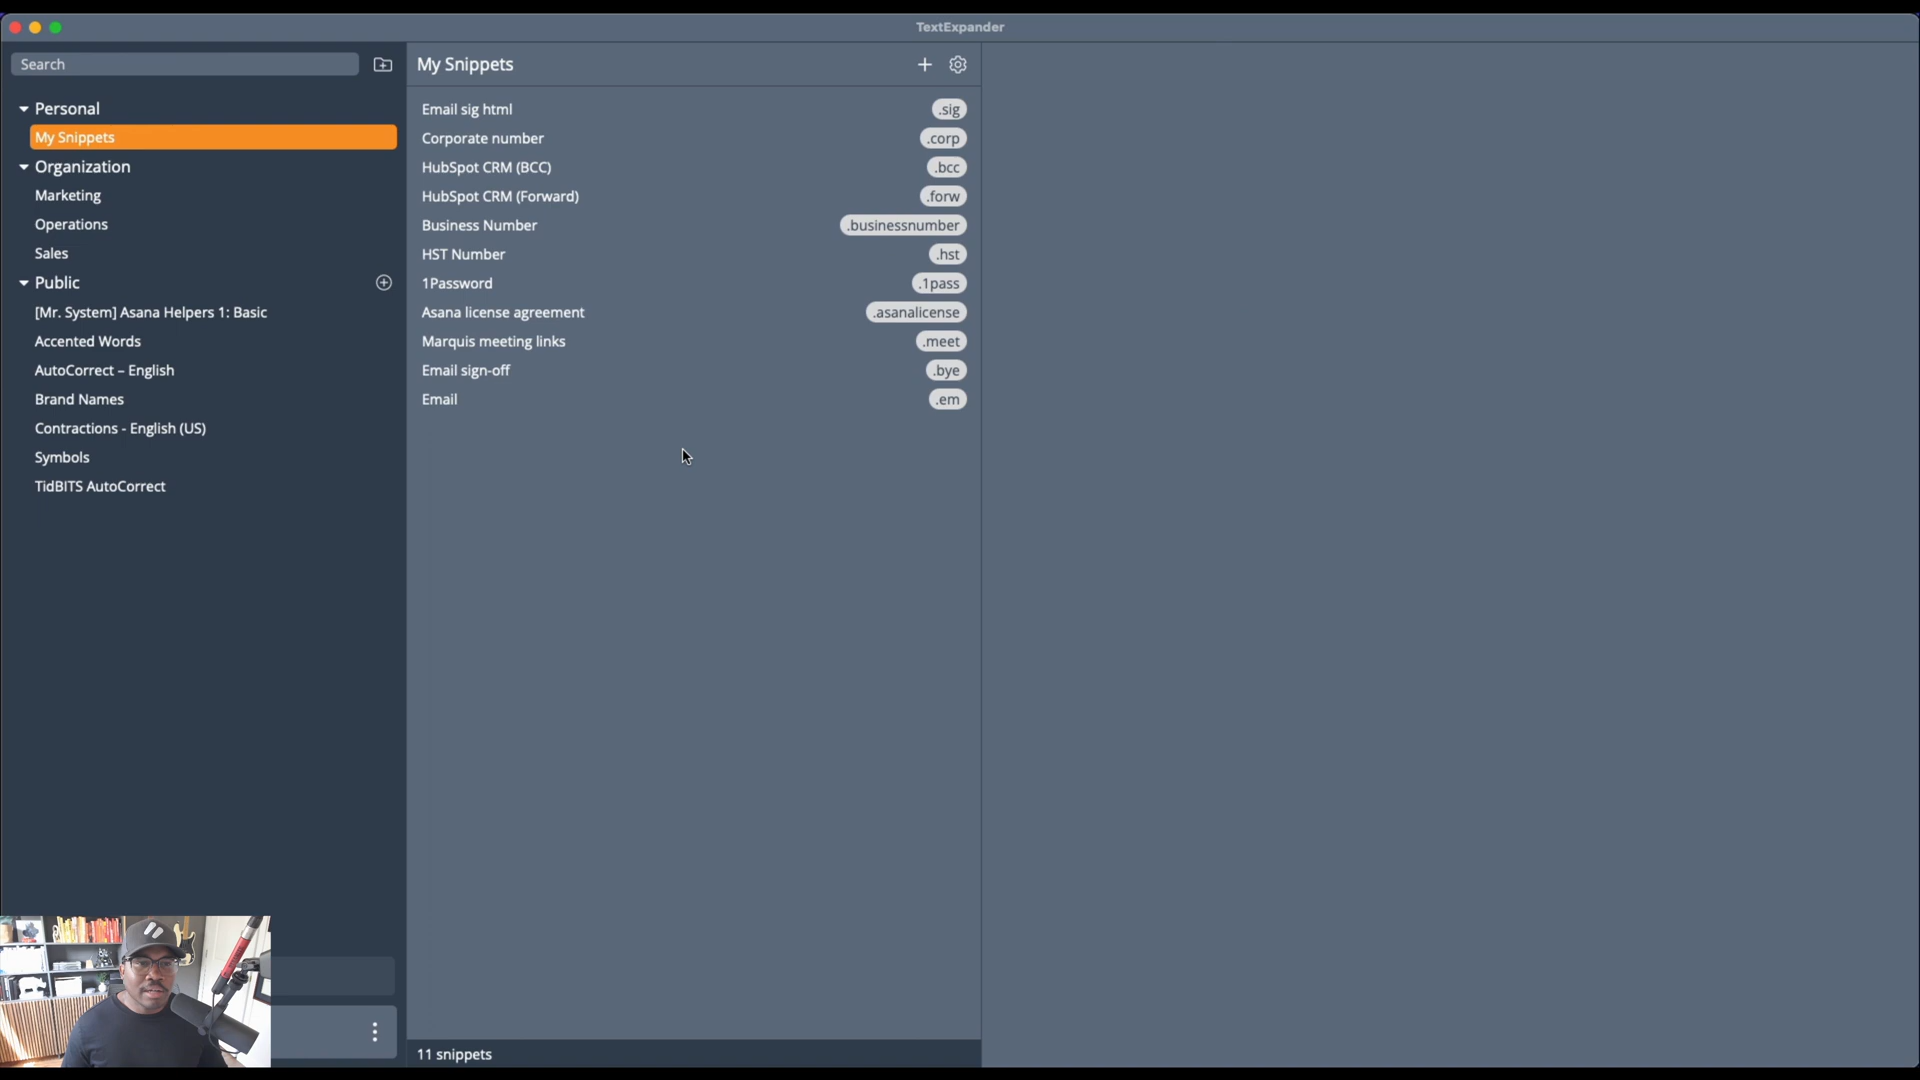 TextExpander
Search
Personal
My Snippets
Organization
Marketing
Operations
Sales
Public
[Mr. System] Asana Helpers 1: Basic
Accented Words
AutoCorrect – English
Brand Names
Contractions - English (US)
Symbols
TidBITS AutoCorrect
My Snippets
Email sig html .sig
Corporate number .corp
HubSpot CRM (BCC) .bcc
HubSpot CRM (Forward) .forw
Business Number .businessnumber
HST Number .hst
1Password .1pass
Asana license agreement .asanalicense
Marquis meeting links .meet
Email sign-off .bye
Email .em
11 snippets